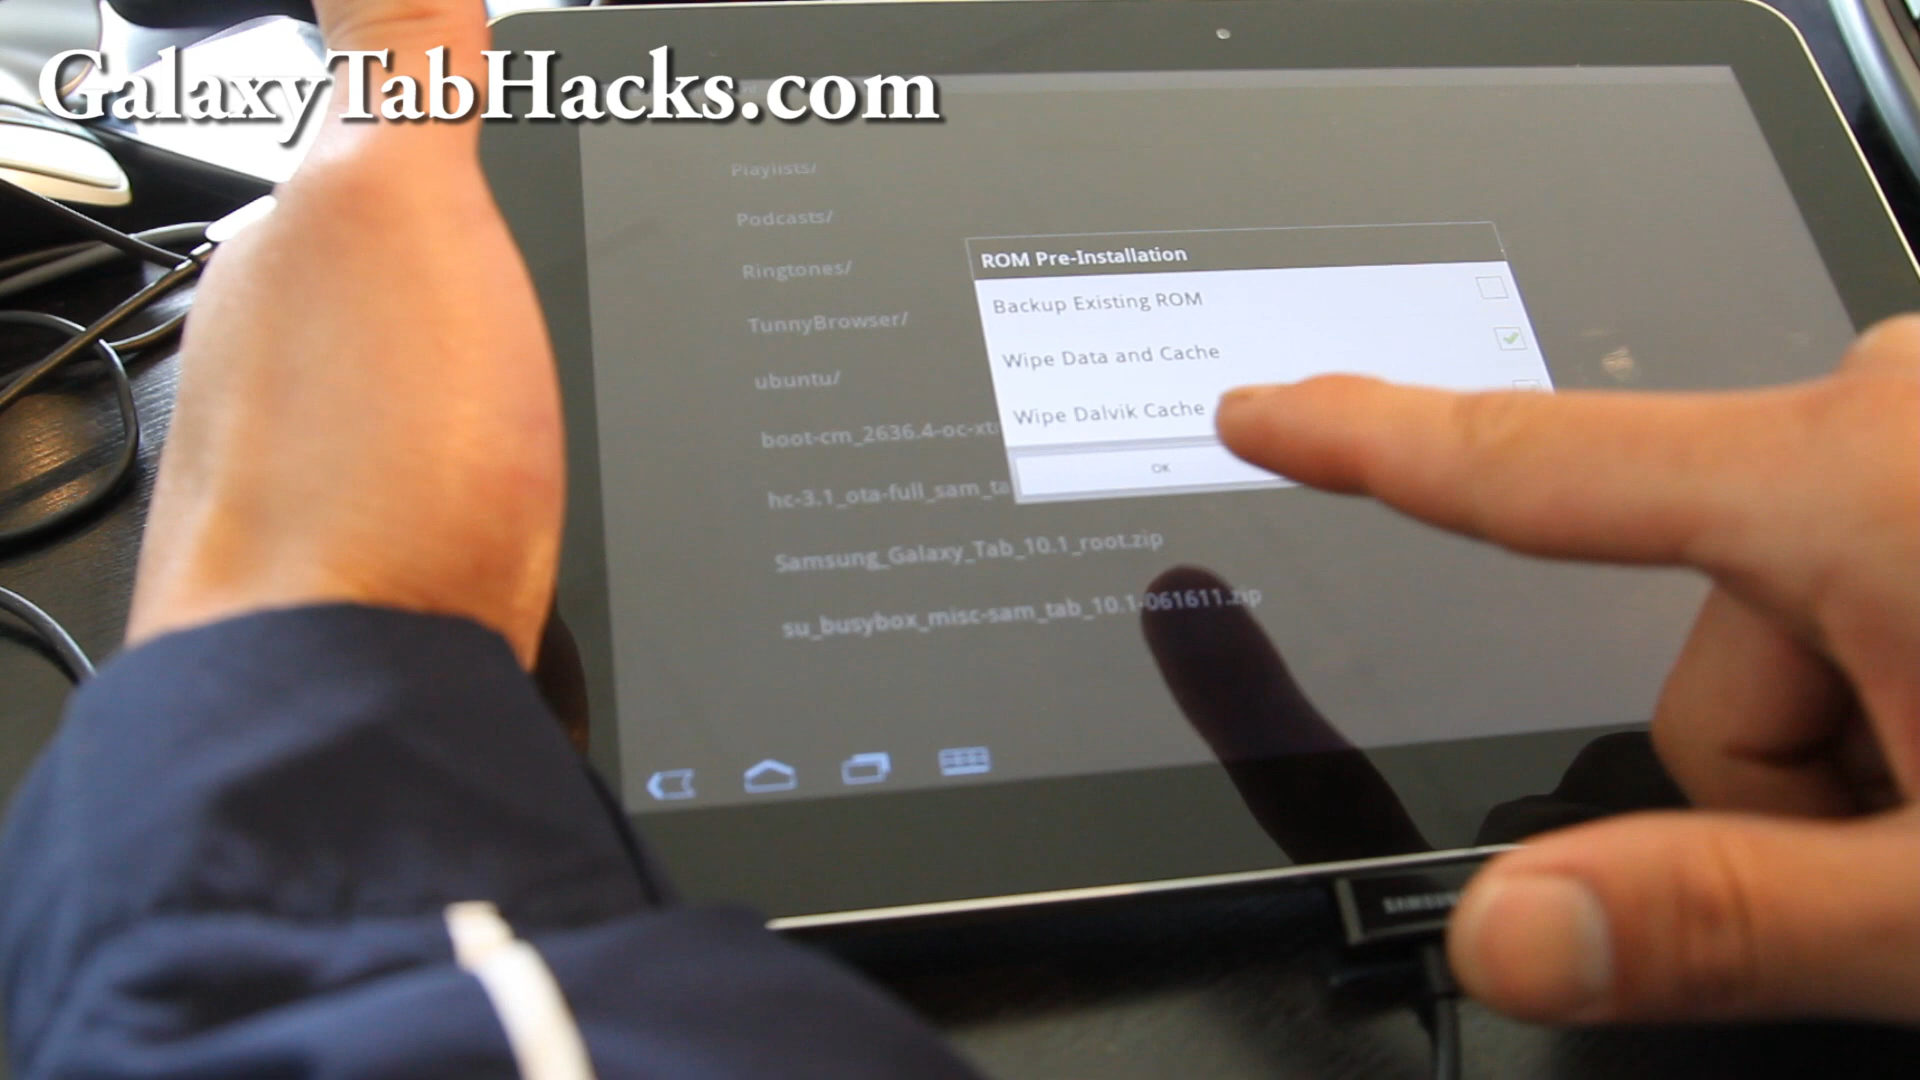 GalaxyTabHacks.com
Playlists/
Podcasts/
Ringtones/
TunnyBrowser/
ubuntu/
boot-cm_2636.4-oc-xt
hc-3.1_ota-full_sam_ta
Samsung_Galaxy_Tab_10.1_root.zip
su_busybox_misc-sam_tab_10.1-061611.zip
ROM Pre-Installation
Backup Existing ROM
Wipe Data and Cache
Wipe Dalvik Cache
OK
SAMSUNG